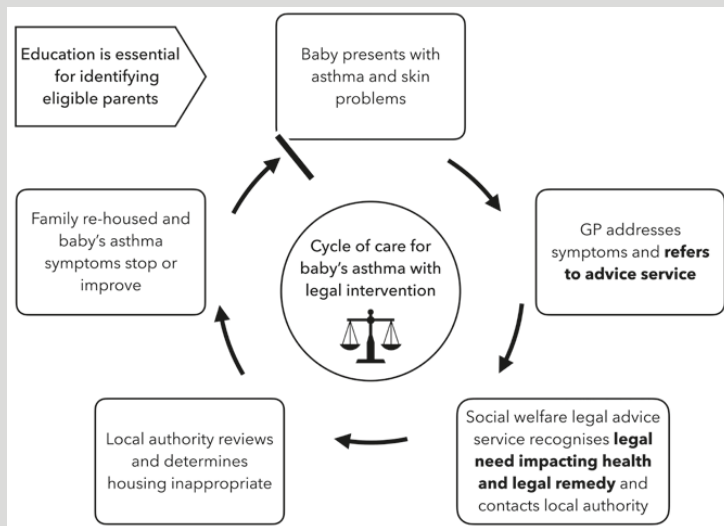 Education is essential
for identifying
eligible parents
Baby presents with
asthma and skin
problems
GP addresses
symptoms and refers
to advice service
Social welfare legal advice
service recognises legal
need impacting health
and legal remedy and
contacts local authority
Local authority reviews
and determines
housing inappropriate
Family re-housed and
baby’s asthma
symptoms stop or
improve
Cycle of care for
baby’s asthma with
legal intervention